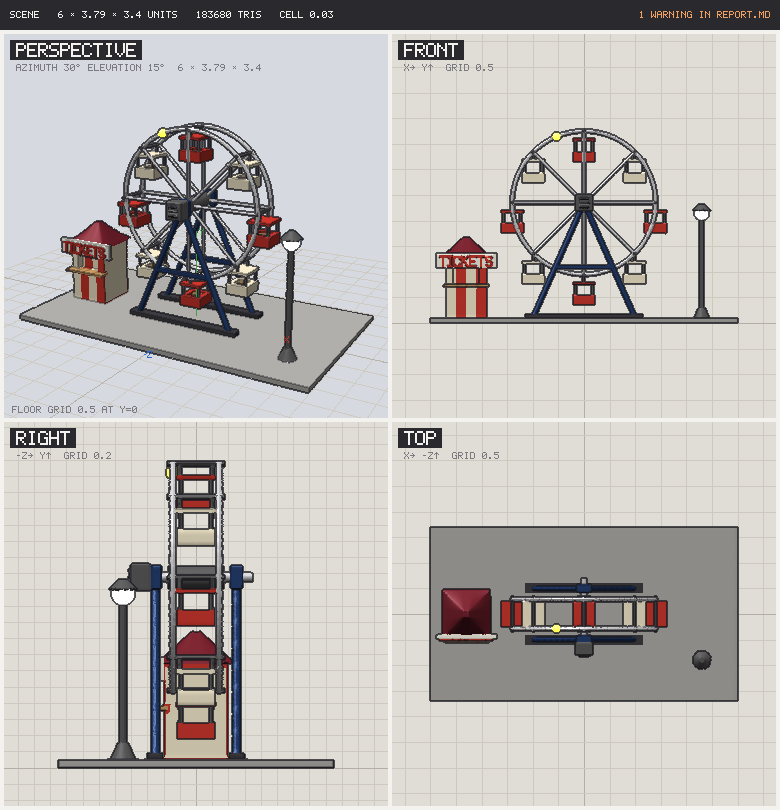 SCENE 6 × 3.79 × 3.4 UNITS 183680 TRIS CELL 0.03 1 WARNING IN REPORT.MD
PERSPECTIVE
AZIMUTH 30° ELEVATION 15° 6 × 3.79 × 3.4
TICKETS
X
-Z
FLOOR GRID 0.5 AT Y=0
FRONT
X→ Y↑ GRID 0.5
TICKETS
RIGHT
-Z→ Y↑ GRID 0.2
TOP
X→ -Z↑ GRID 0.5